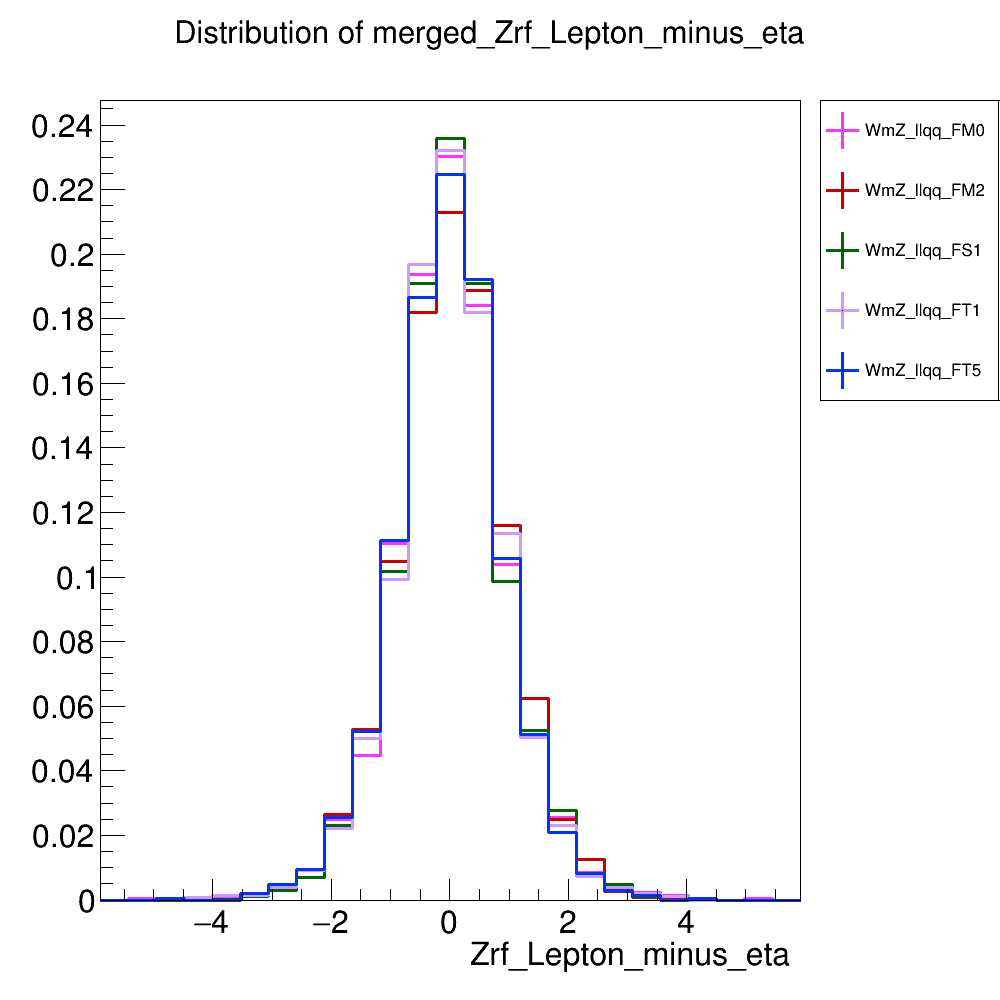 Distribution of merged_Zrf_Lepton_minus_eta
0.24
0.22
0.2
0.18
0.16
0.14
0.12
0.1
0.08
0.06
0.04
0.02
0
−4 −2 0 2 4
Zrf_Lepton_minus_eta
WmZ_llqq_FM0
WmZ_llqq_FM2
WmZ_llqq_FS1
WmZ_llqq_FT1
WmZ_llqq_FT5